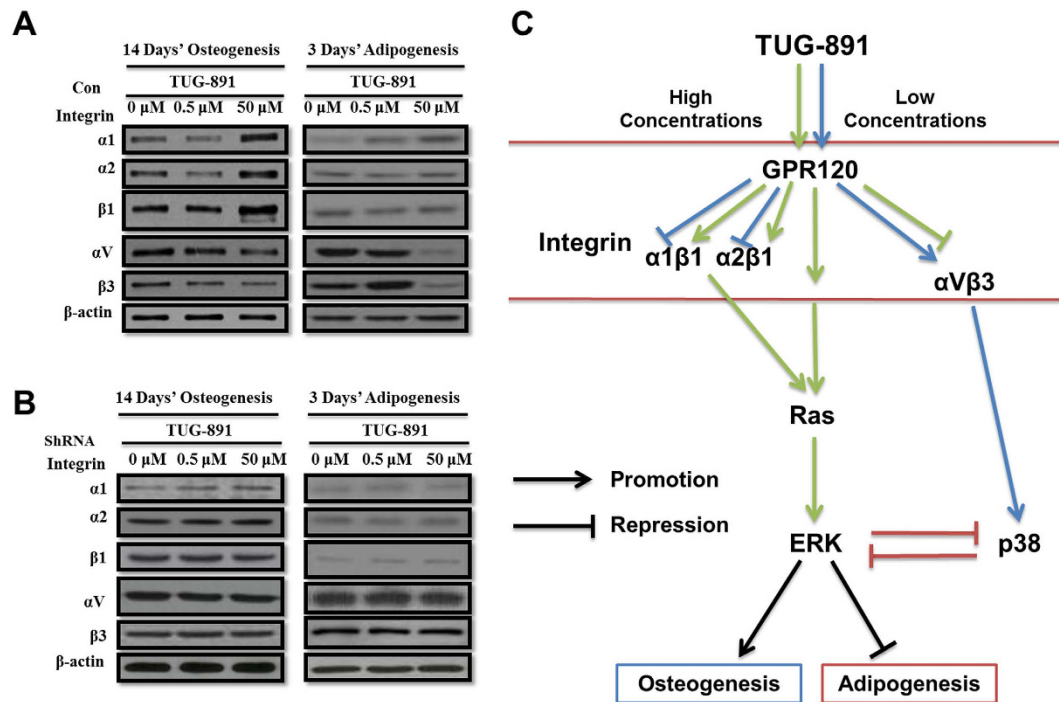 A
14 Days’ Osteogenesis
3 Days’ Adipogenesis
Con
TUG-891
TUG-891
Integrin
0 μM 0.5 μM 50 μM
0 μM 0.5 μM 50 μM
α1
α2
β1
αV
β3
β-actin
B
14 Days’ Osteogenesis
3 Days’ Adipogenesis
ShRNA
TUG-891
TUG-891
Integrin
0 μM 0.5 μM 50 μM
0 μM 0.5 μM 50 μM
α1
α2
β1
αV
β3
β-actin
C
TUG-891
High
Concentrations
Low
Concentrations
GPR120
Integrin
α1β1
α2β1
αVβ3
Ras
Promotion
Repression
ERK
p38
Osteogenesis
Adipogenesis